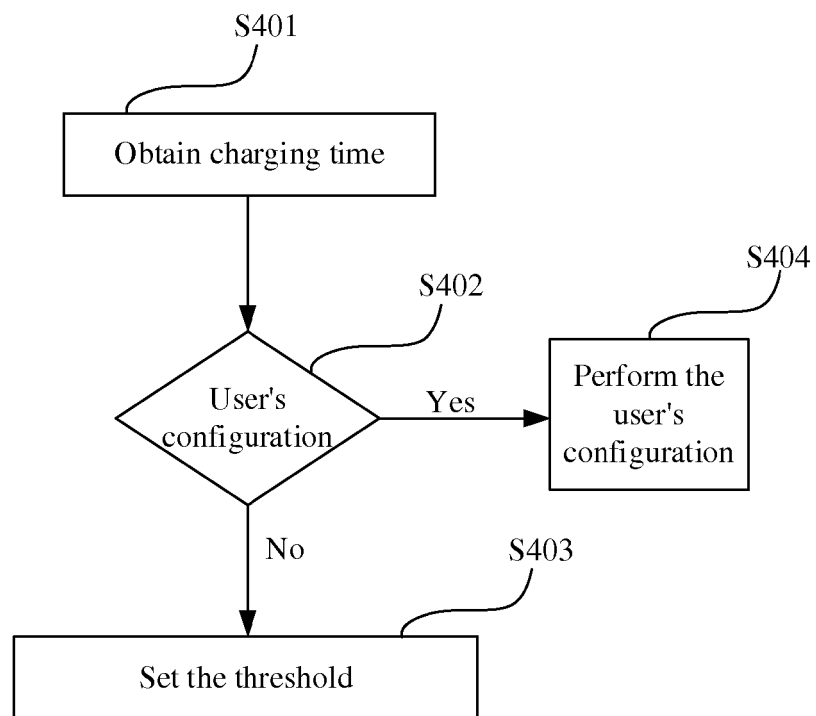 S401
Obtain charging time
S402
S404
User's
configuration
Yes
Perform the
user's
configuration
No
S403
Set the threshold